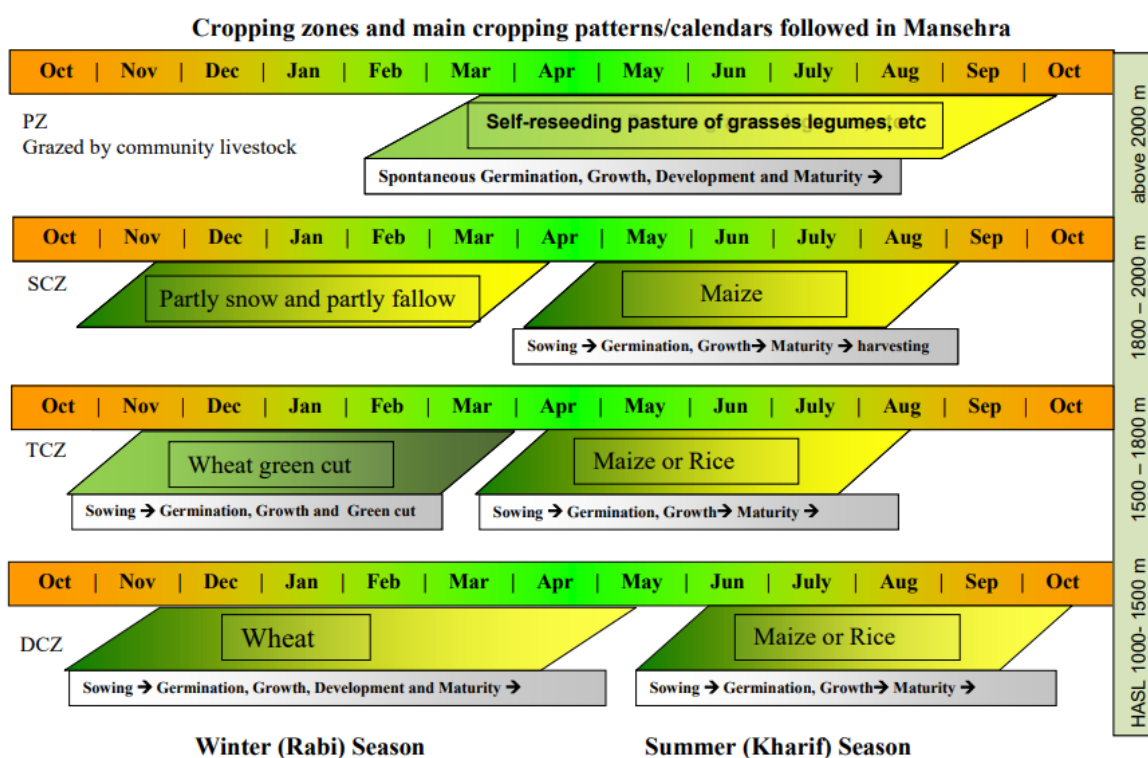 Cropping zones and main cropping patterns/calendars followed in Mansehra
Oct | Nov | Dec | Jan | Feb | Mar | Apr | May | Jun | July | Aug | Sep | Oct
PZ
Grazed by community livestock
Self-reseeding pasture of grasses legumes, etc
Spontaneous Germination, Growth, Development and Maturity →
above 2000 m
Oct | Nov | Dec | Jan | Feb | Mar | Apr | May | Jun | July | Aug | Sep | Oct
SCZ
Partly snow and partly fallow
Maize
Sowing → Germination, Growth→ Maturity → harvesting
1800 – 2000 m
Oct | Nov | Dec | Jan | Feb | Mar | Apr | May | Jun | July | Aug | Sep | Oct
TCZ
Wheat green cut
Maize or Rice
Sowing → Germination, Growth and Green cut
Sowing → Germination, Growth→ Maturity →
1500 – 1800m
Oct | Nov | Dec | Jan | Feb | Mar | Apr | May | Jun | July | Aug | Sep | Oct
DCZ
Wheat
Maize or Rice
Sowing → Germination, Growth, Development and Maturity →
Sowing → Germination, Growth→ Maturity →
HASL 1000- 1500 m
Winter (Rabi) Season
Summer (Kharif) Season